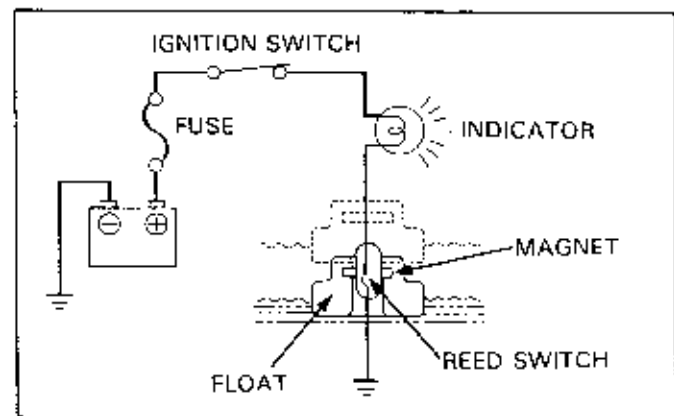 IGNITION SWITCH
FUSE
INDICATOR
⊖ ⊕
MAGNET
REED SWITCH
FLOAT